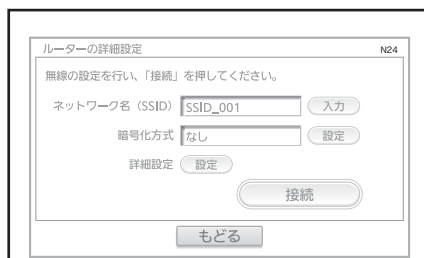 ルーターの詳細設定 N24
無線の設定を行い、「接続」を押してください。
ネットワーク名（SSID） SSID_001 入力
暗号化方式 なし 設定
詳細設定 設定
接続
もどる